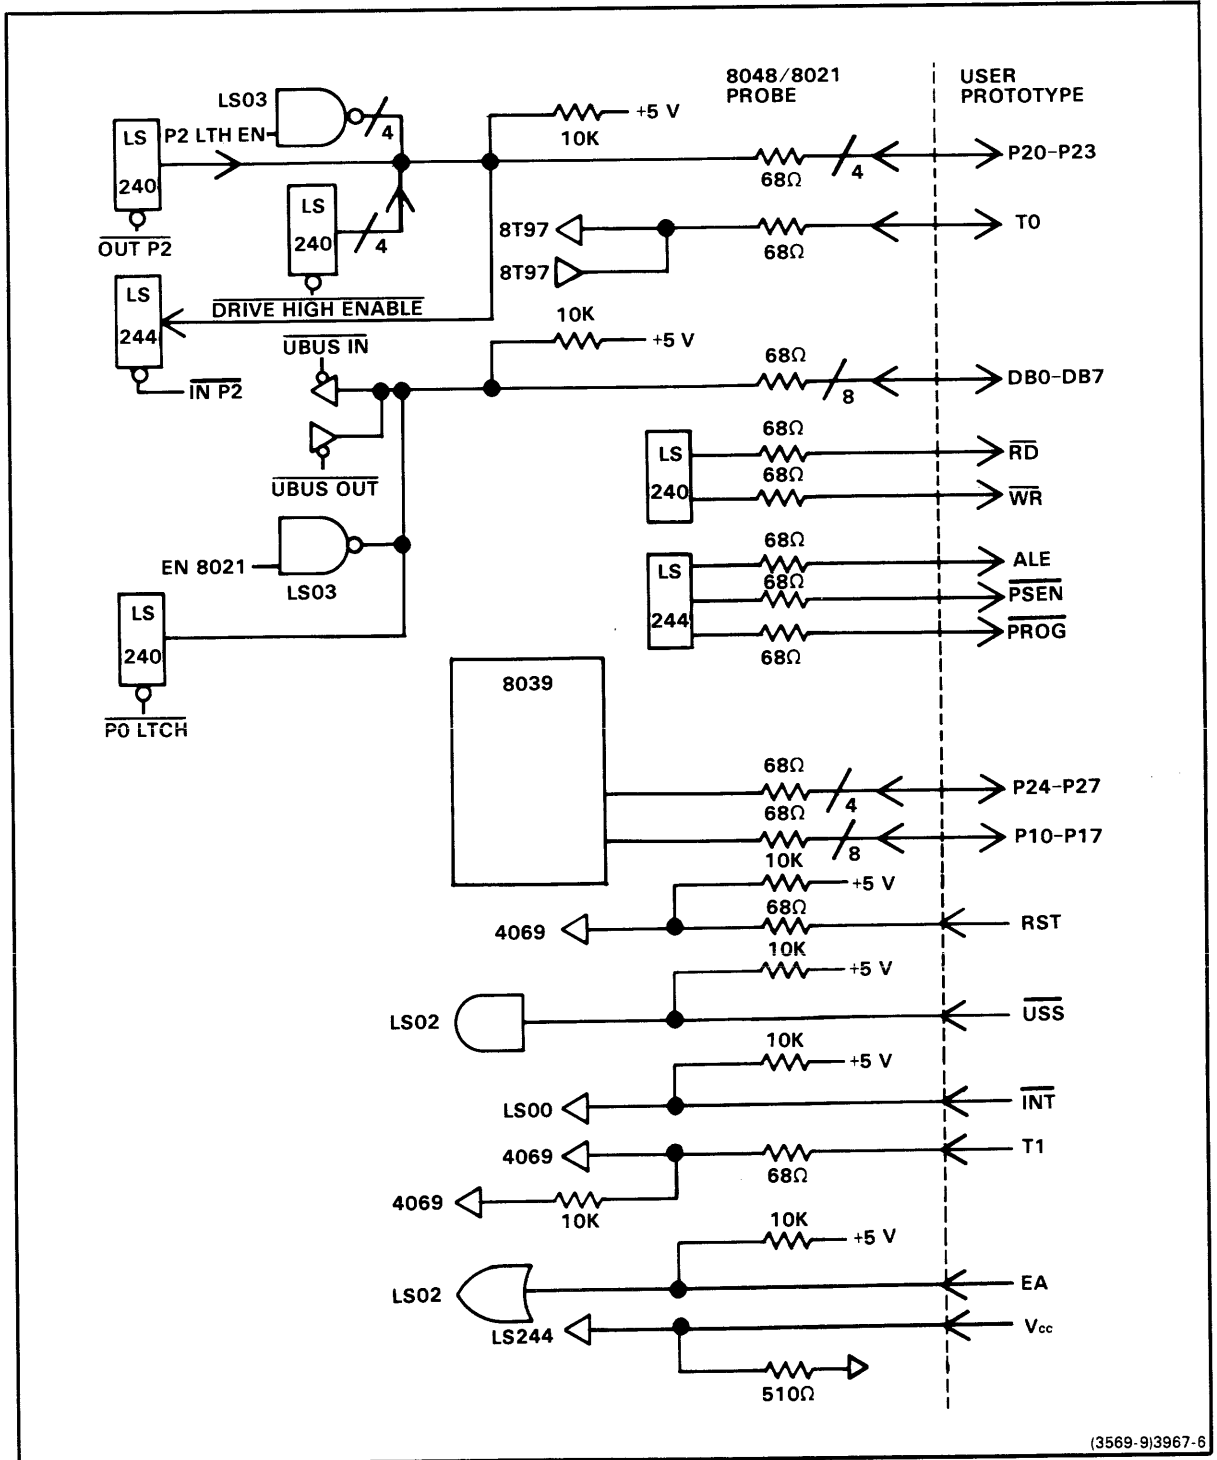 8048/8021
PROBE
USER
PROTOTYPE
LS03
P2 LTH EN
4
+5 V
10K
LS
240
OUT P2
LS
240
4
DRIVE HIGH ENABLE
68Ω
4
P20-P23
8T97
8T97
68Ω
T0
LS
244
IN P2
UBUS IN
10K
+5 V
68Ω
8
DB0-DB7
UBUS OUT
LS
240
68Ω
RD
68Ω
WR
EN 8021
LS03
LS
244
68Ω
ALE
68Ω
PSEN
68Ω
PROG
LS
240
P0 LTCH
8039
68Ω
4
P24-P27
68Ω
8
P10-P17
10K
+5 V
4069
68Ω
RST
10K
+5 V
LS02
USS
10K
+5 V
LS00
INT
4069
68Ω
T1
4069
10K
10K
+5 V
LS02
EA
LS244
Vcc
510Ω
(3569-9)3967-6